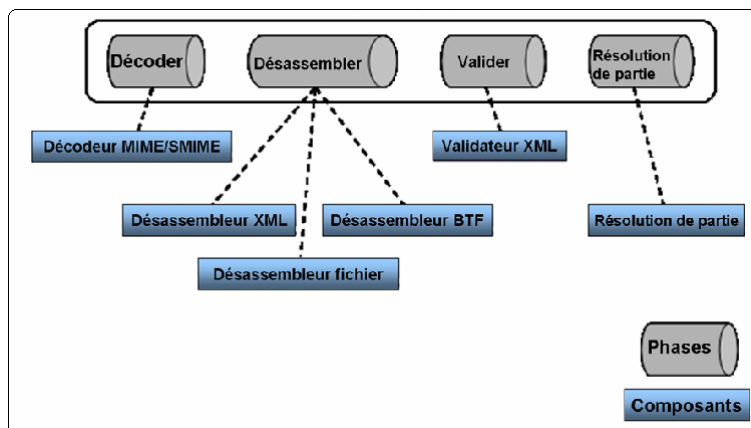 Décoder
Désassembler
Valider
Résolution
de partie
Décodeur MIME/SMIME
Validateur XML
Désassembleur XML
Désassembleur BTF
Résolution de partie
Désassembleur fichier
Phases
Composants